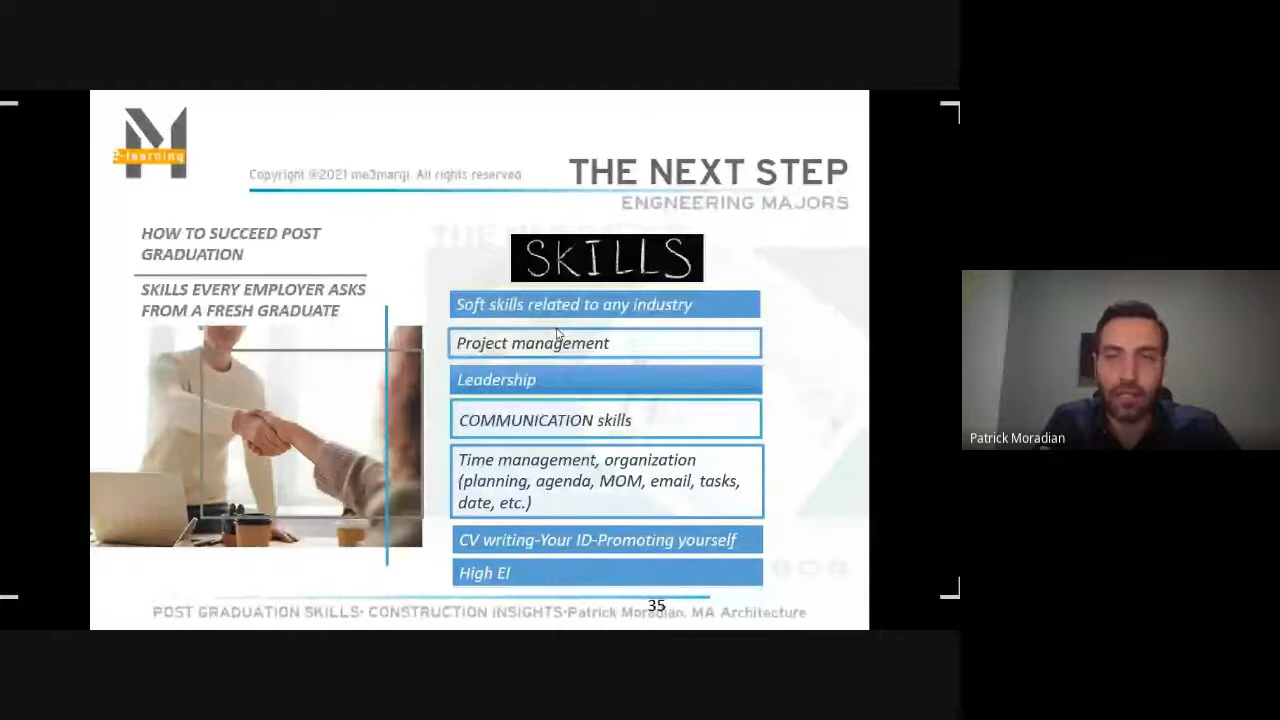 e-learning
Copyright ©2021 me3marji. All rights reserved
THE NEXT STEP
ENGNEERING MAJORS
HOW TO SUCCEED POST
GRADUATION
SKILLS EVERY EMPLOYER ASKS
FROM A FRESH GRADUATE
SKILLS
Soft skills related to any industry
Project management
Leadership
COMMUNICATION skills
Time management, organization
(planning, agenda, MOM, email, tasks,
date, etc.)
CV writing-Your ID-Promoting yourself
High EI
35
POST GRADUATION SKILLS- CONSTRUCTION INSIGHTS-Patrick Moradian. MA Architecture
Patrick Moradian